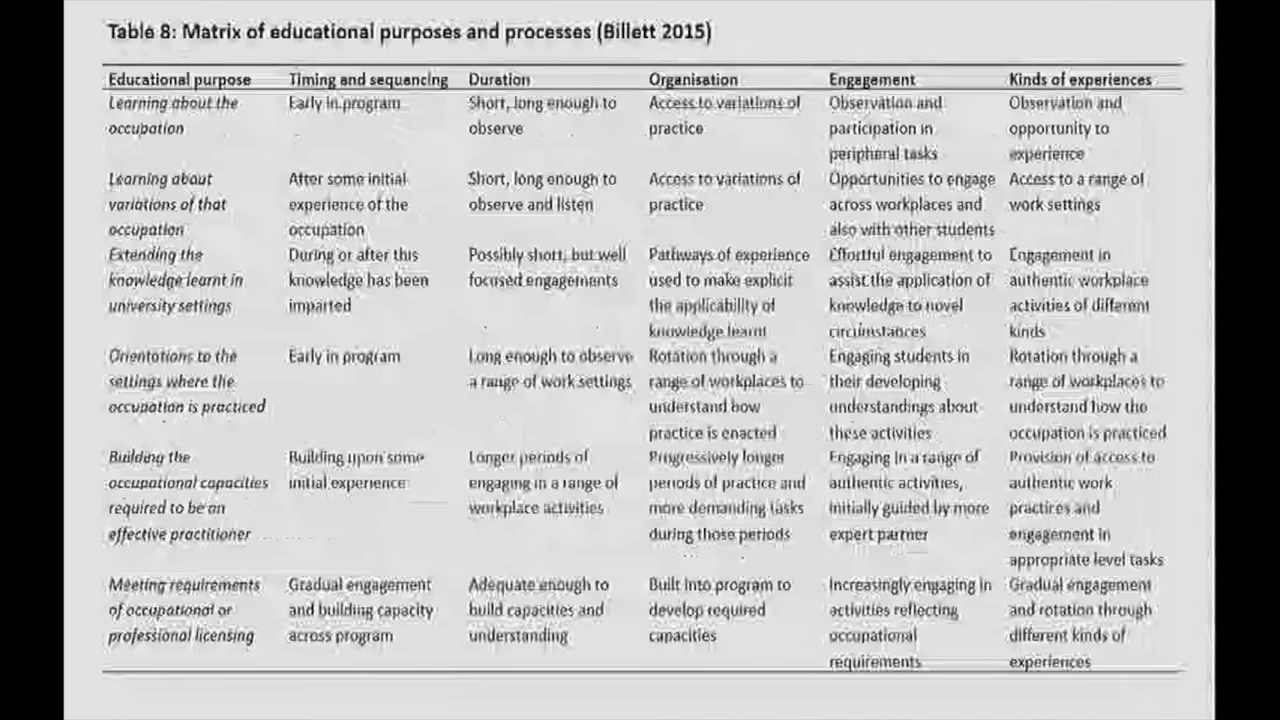 Table 8: Matrix of educational purposes and processes (Billett 2015)
Educational purpose Timing and sequencing Duration Organisation Engagement Kinds of experiences
Learning about the Early in program Short, long enough to Access to variations of Observation and Observation and
occupation observe practice participation in opportunity to
peripheral tasks experience
Learning about After some initial Short, long enough to Access to variations of Opportunities to engage Access to a range of
variations of that experience of the observe and listen practice across workplaces and work settings
occupation occupation also with other students
Extending the During or after this Possibly short, but well Pathways of experience Effortful engagement to Engagement in
knowledge learnt in knowledge has been focused engagements used to make explicit assist the application of authentic workplace
university settings imparted the applicability of knowledge to novel activities of different
knowledge learnt circumstances kinds
Orientations to the Early in program Long enough to observe Rotation through a Engaging students in Rotation through a
settings where the a range of work settings range of workplaces to their developing range of workplaces to
occupation is practiced understand how understandings about understand how the
practice is enacted these activities occupation is practiced
Building the Building upon some Longer periods of Progressively longer Engaging in a range of Provision of access to
occupational capacities initial experience engaging in a range of periods of practice and authentic activities, authentic work
required to be an workplace activities more demanding tasks initially guided by more practices and
effective practitioner during those periods expert partner engagement in
appropriate level tasks
Meeting requirements Gradual engagement Adequate enough to Built into program to Increasingly engaging in Gradual engagement
of occupational or and building capacity build capacities and develop required activities reflecting and rotation through
professional licensing across program understanding capacities occupational different kinds of
requirements experiences